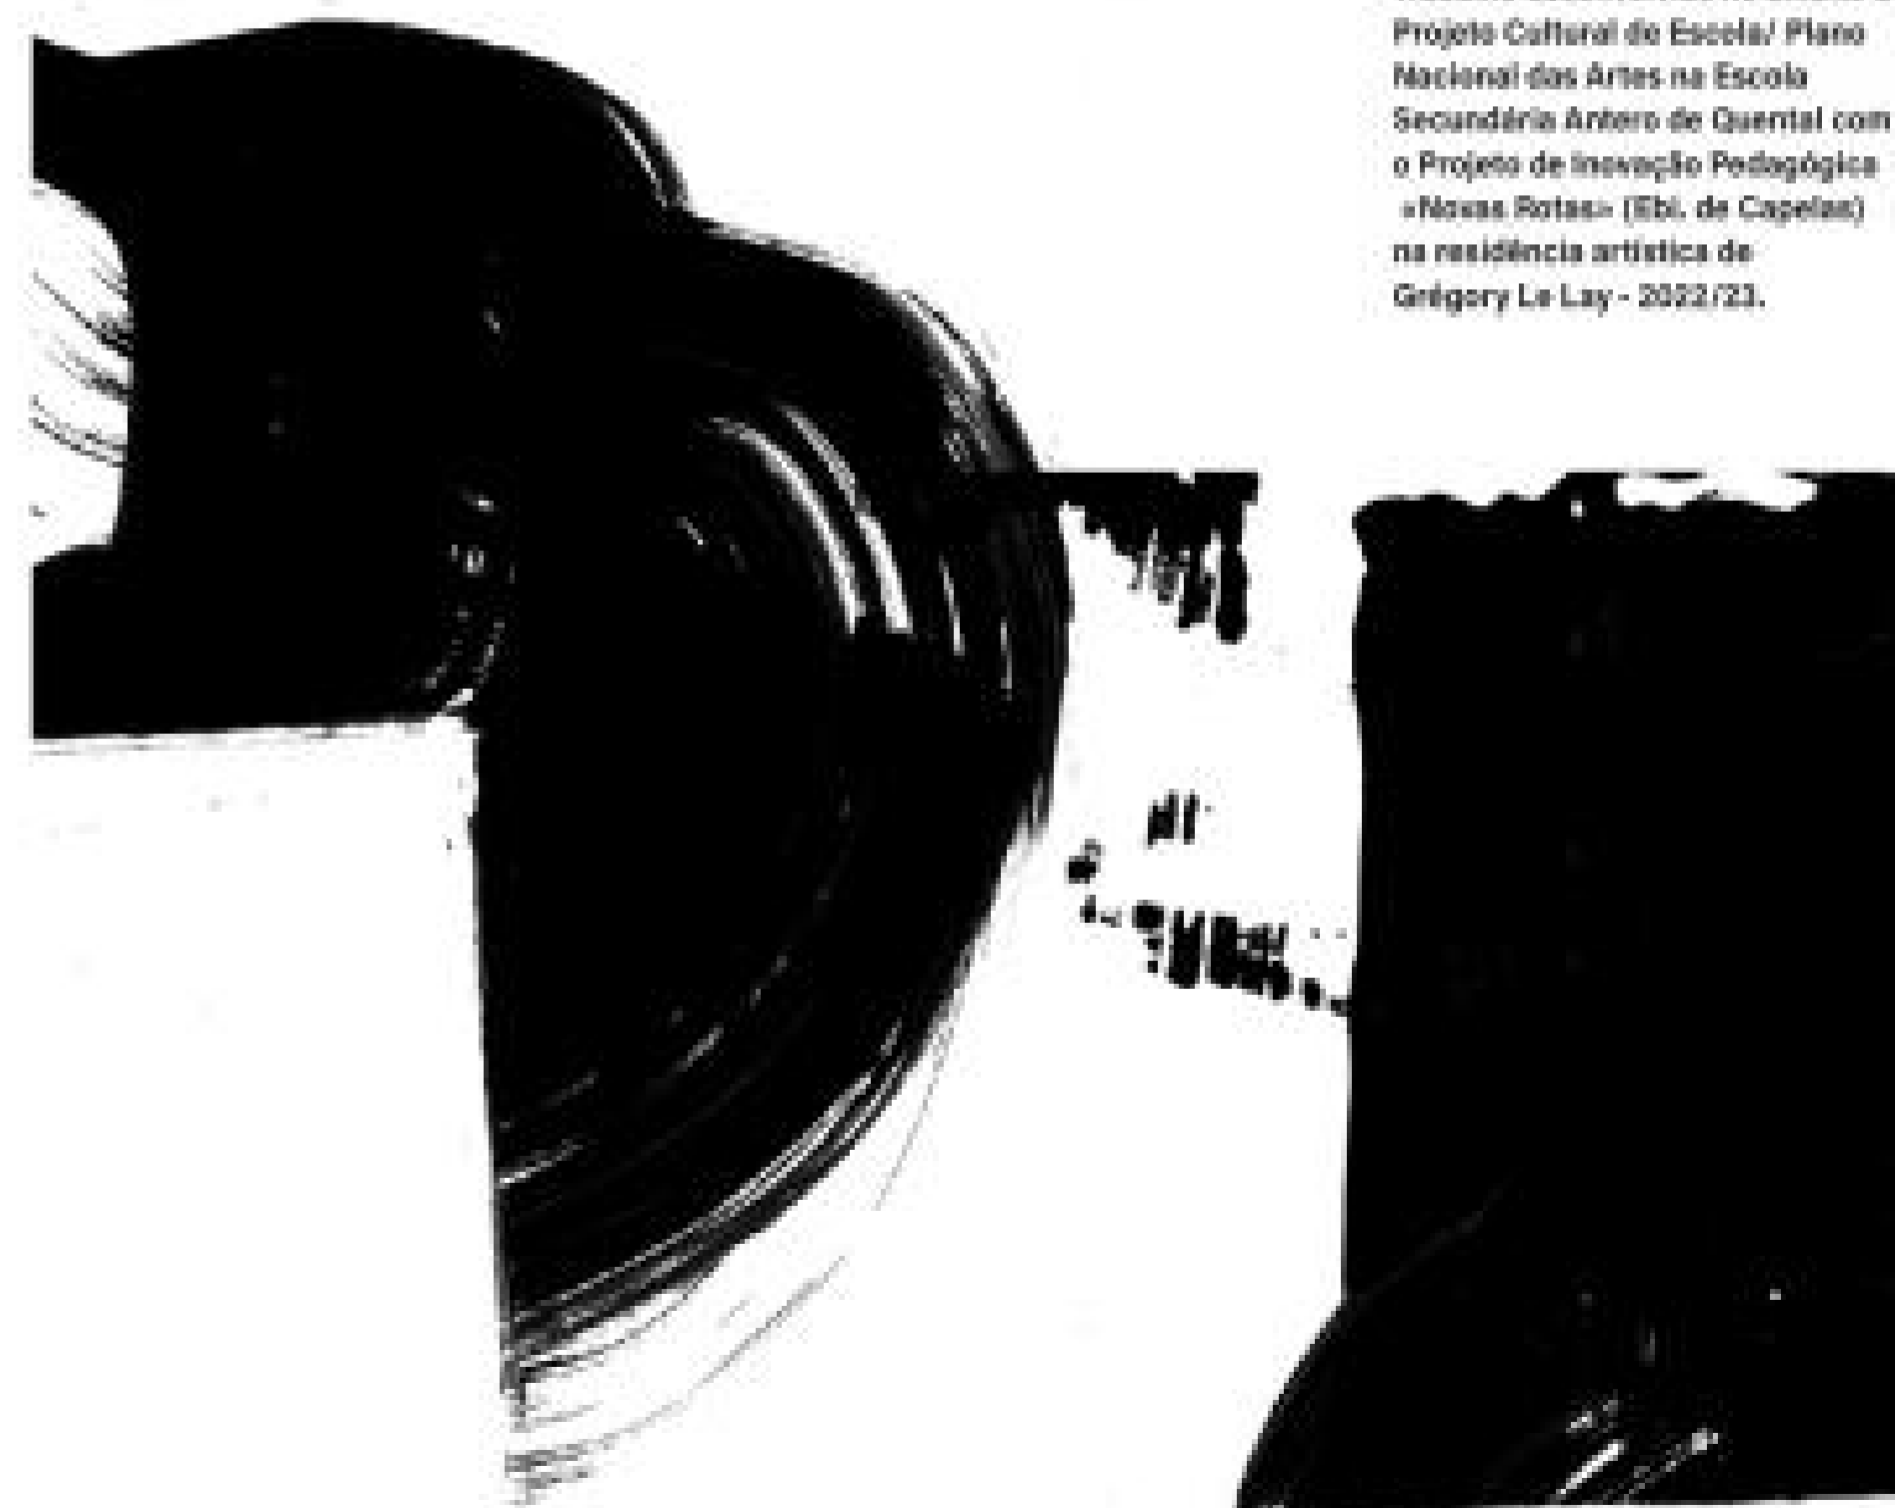 Projeto Cultural de Escola/ Plano
Nacional das Artes na Escola
Secundária Antero de Quental com
o Projeto de Inovação Pedagógica
«Novas Rotas» (Ebi. de Capelas)
na residência artística de
Grégory Le Lay - 2022/23.